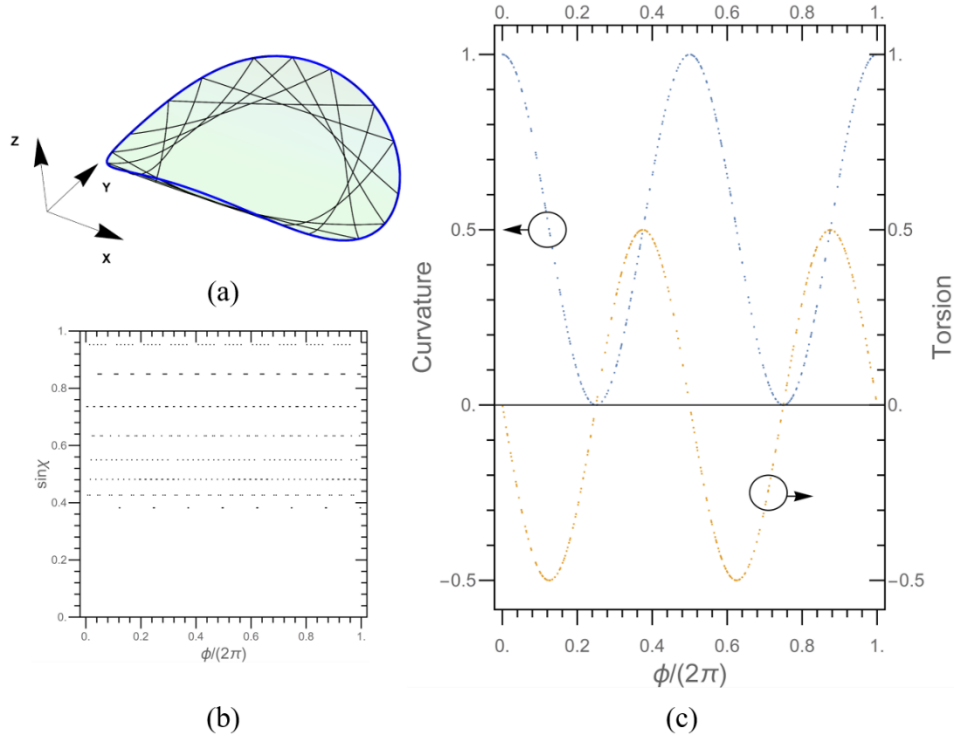 Z
Y
X
(a)
1.
0.8
0.6
0.4
0.2
0.
sinχ
0. 0.2 0.4 0.6 0.8 1.
ϕ/(2π)
(b)
0. 0.2 0.4 0.6 0.8 1.
1. 1.
0.5 0.5
Curvature
Torsion
0. 0.
−0.5 −0.5
0. 0.2 0.4 0.6 0.8 1.
ϕ/(2π)
(c)